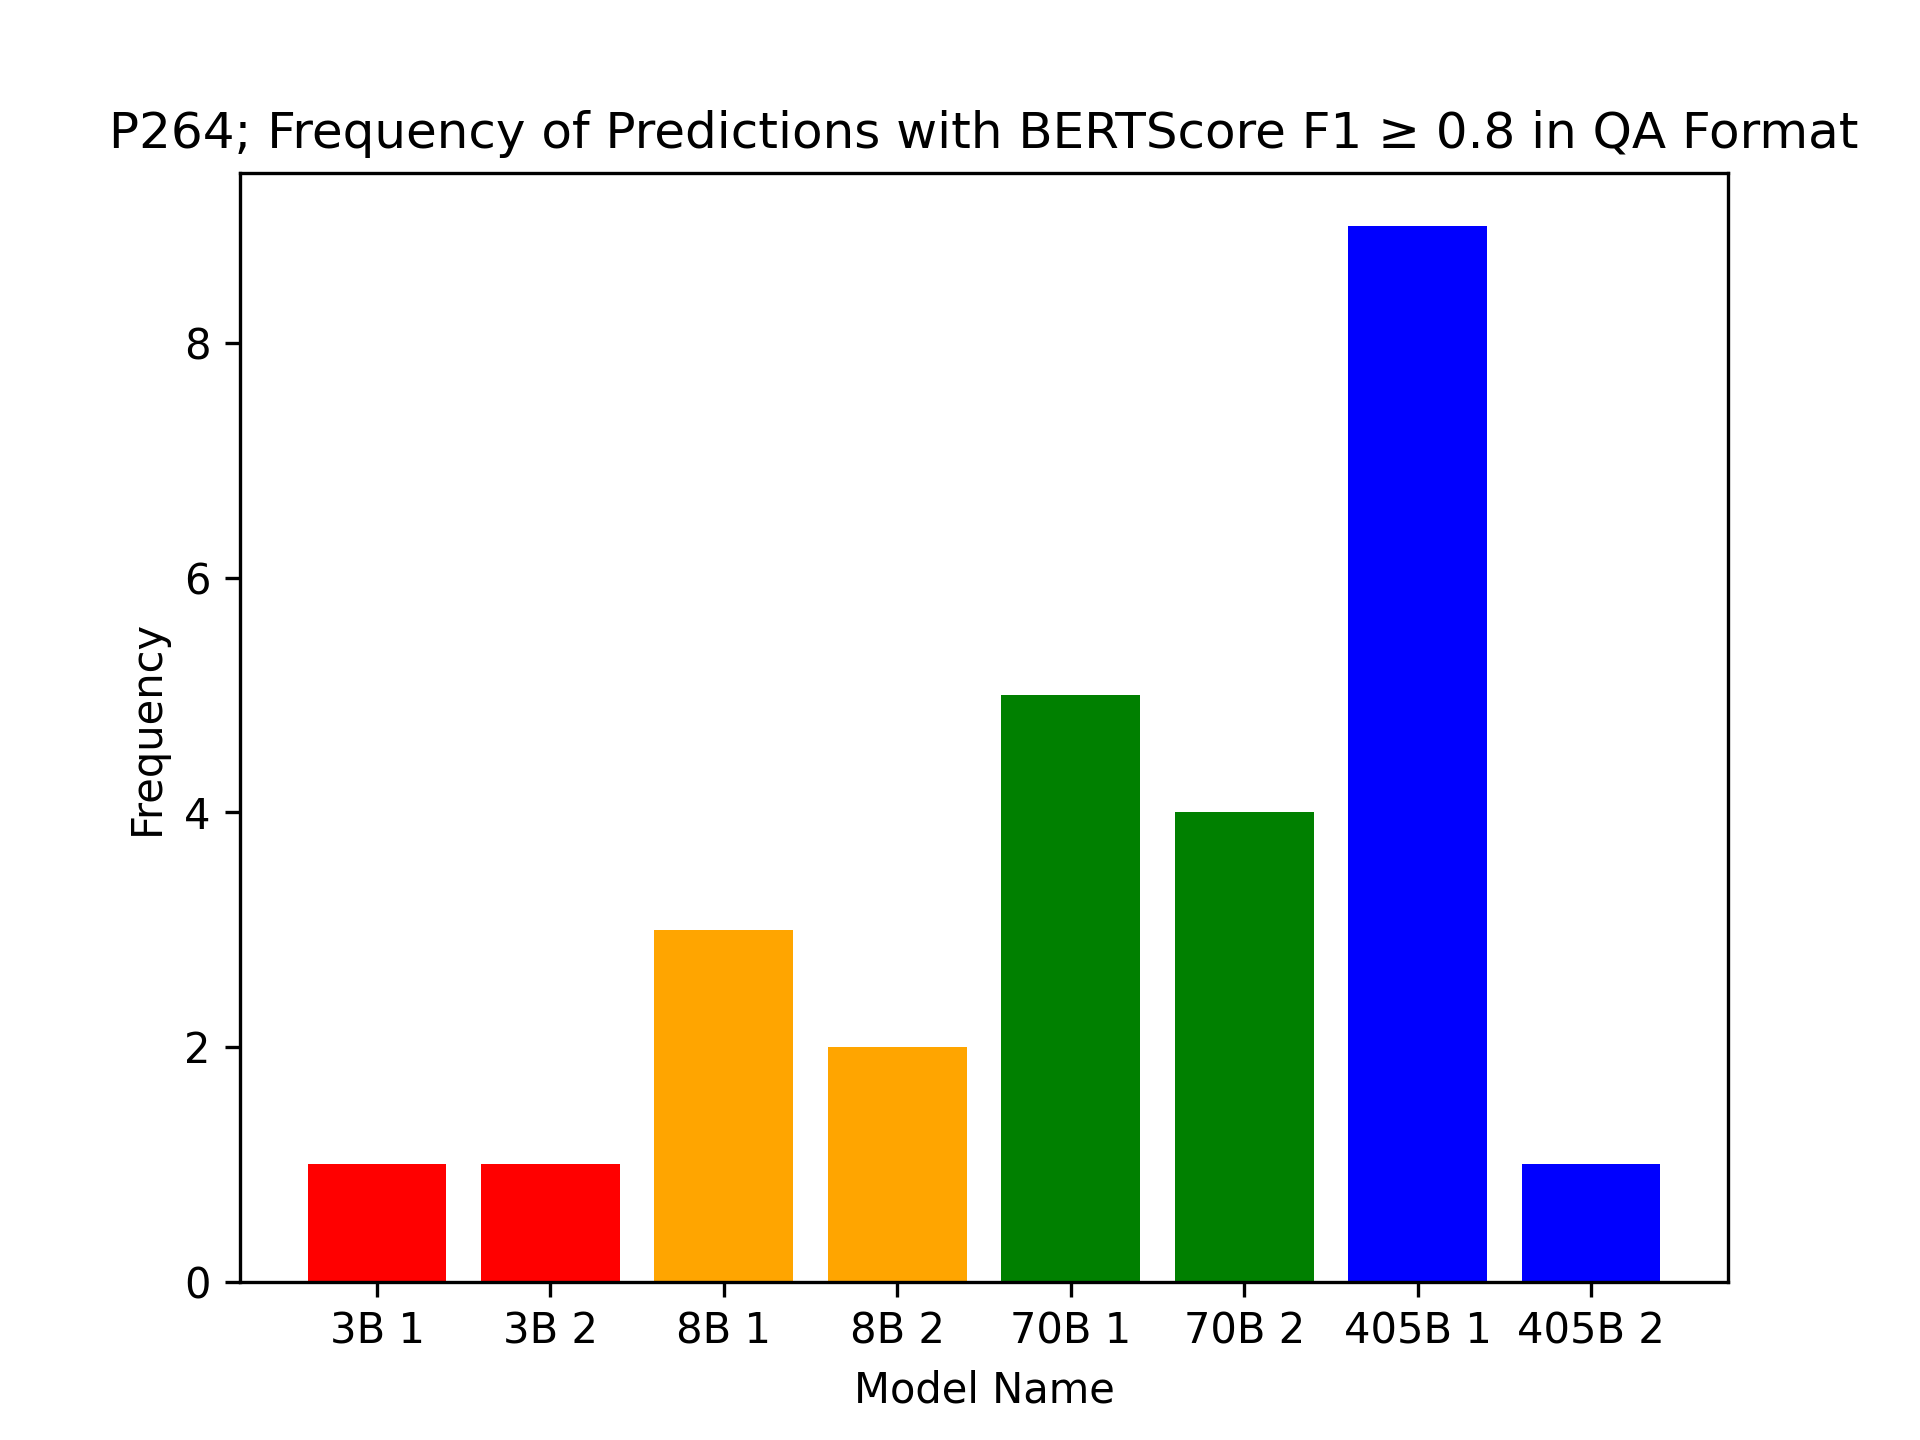 P264; Frequency of Predictions with BERTScore F1 ≥ 0.8 in QA Format
Frequency
8
6
4
2
0
3B 1 3B 2 8B 1 8B 2 70B 1 70B 2 405B 1 405B 2
Model Name